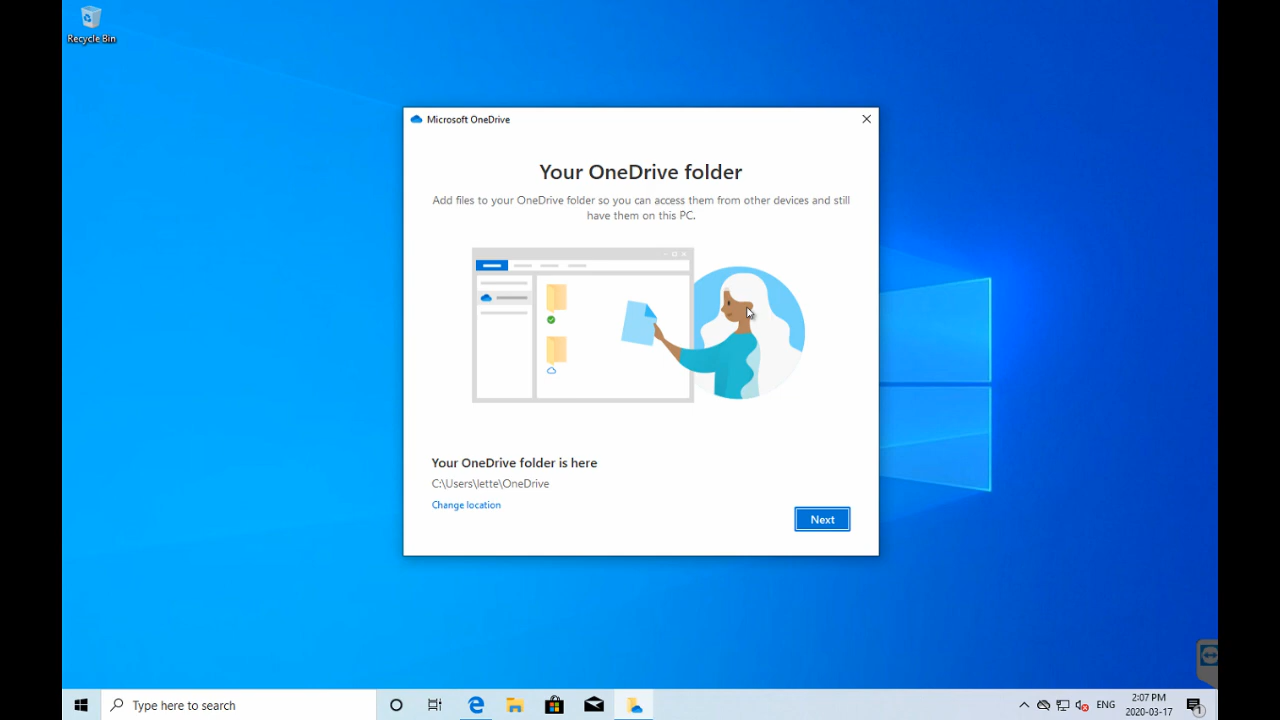 Recycle Bin
Microsoft OneDrive
Your OneDrive folder
Add files to your OneDrive folder so you can access them from other devices and still
have them on this PC.
Your OneDrive folder is here
C:\Users\lette\OneDrive
Change location
Next
Type here to search
ENG
2:07 PM
2020-03-17
1